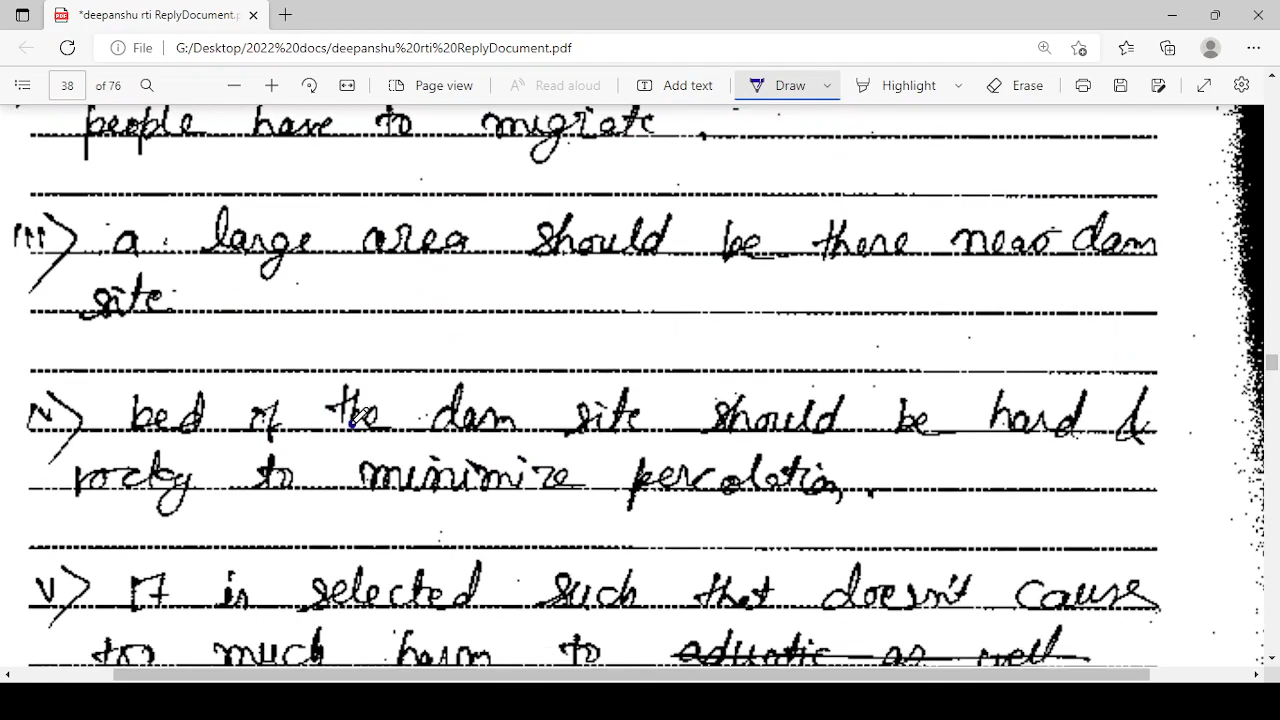 *deepanshu rti ReplyDocument.p
File G:/Desktop/2022%20docs/deepanshu%20rti%20ReplyDocument.pdf
38 of 76 Page view Read aloud Add text Draw Highlight Erase
people have to migrate.
iii) a large area should be there near dam
site.
iv) bed of the dam site should be hard &
rocky to minimize percolation.
v) It is selected such that doesn't cause
too much harm to aduatic as well